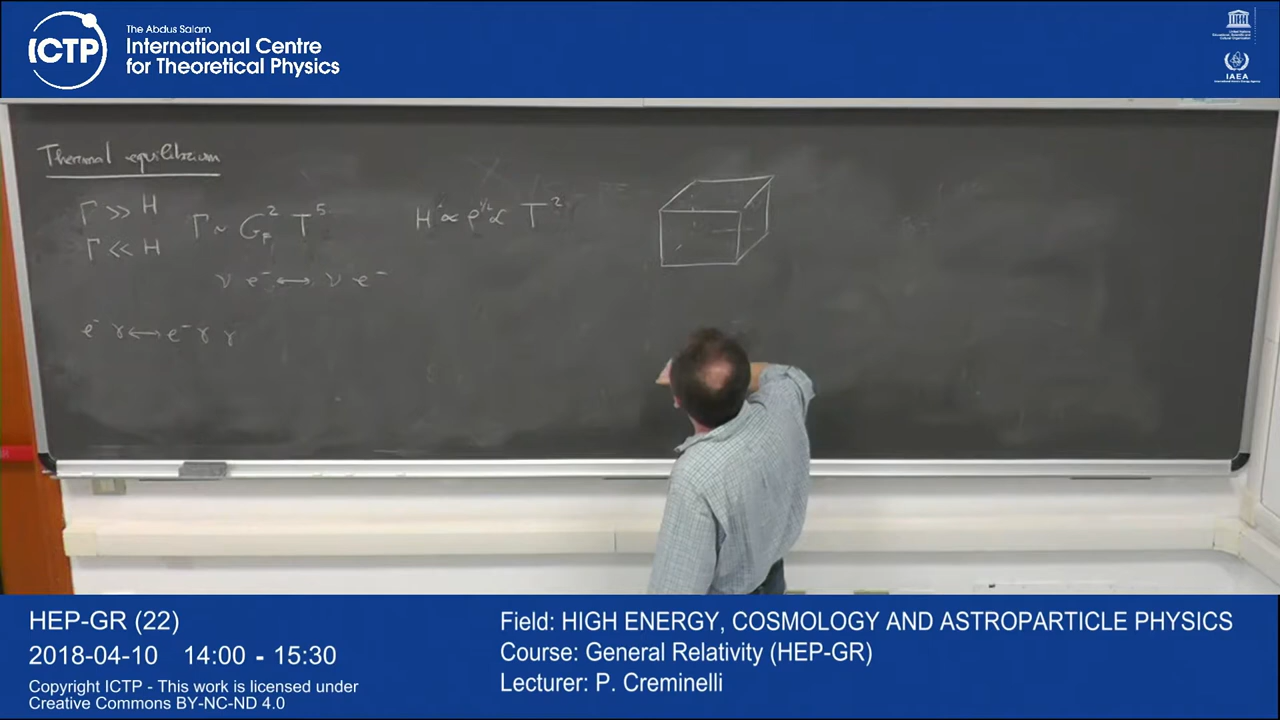 ICTP
The Abdus Salam
International Centre
for Theoretical Physics
IAEA
Thermal equilibrium
Γ >> H
Γ << H
Γ ~ G_F^2 T^5
H ∝ ρ^{1/2} ∝ T^2
ν e^- ↔ ν e^-
e^- γ ↔ e^- γ γ
HEP-GR (22)
2018-04-10 14:00 - 15:30
Copyright ICTP - This work is licensed under
Creative Commons BY-NC-ND 4.0
Field: HIGH ENERGY, COSMOLOGY AND ASTROPARTICLE PHYSICS
Course: General Relativity (HEP-GR)
Lecturer: P. Creminelli